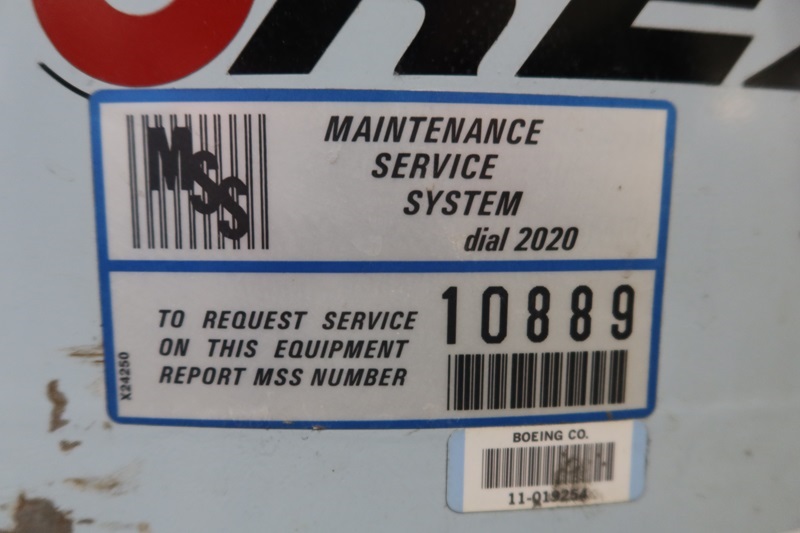 MSS
MAINTENANCE
SERVICE
SYSTEM
dial 2020
TO REQUEST SERVICE
ON THIS EQUIPMENT
REPORT MSS NUMBER
10889
X24250
BOEING CO.
11-019254